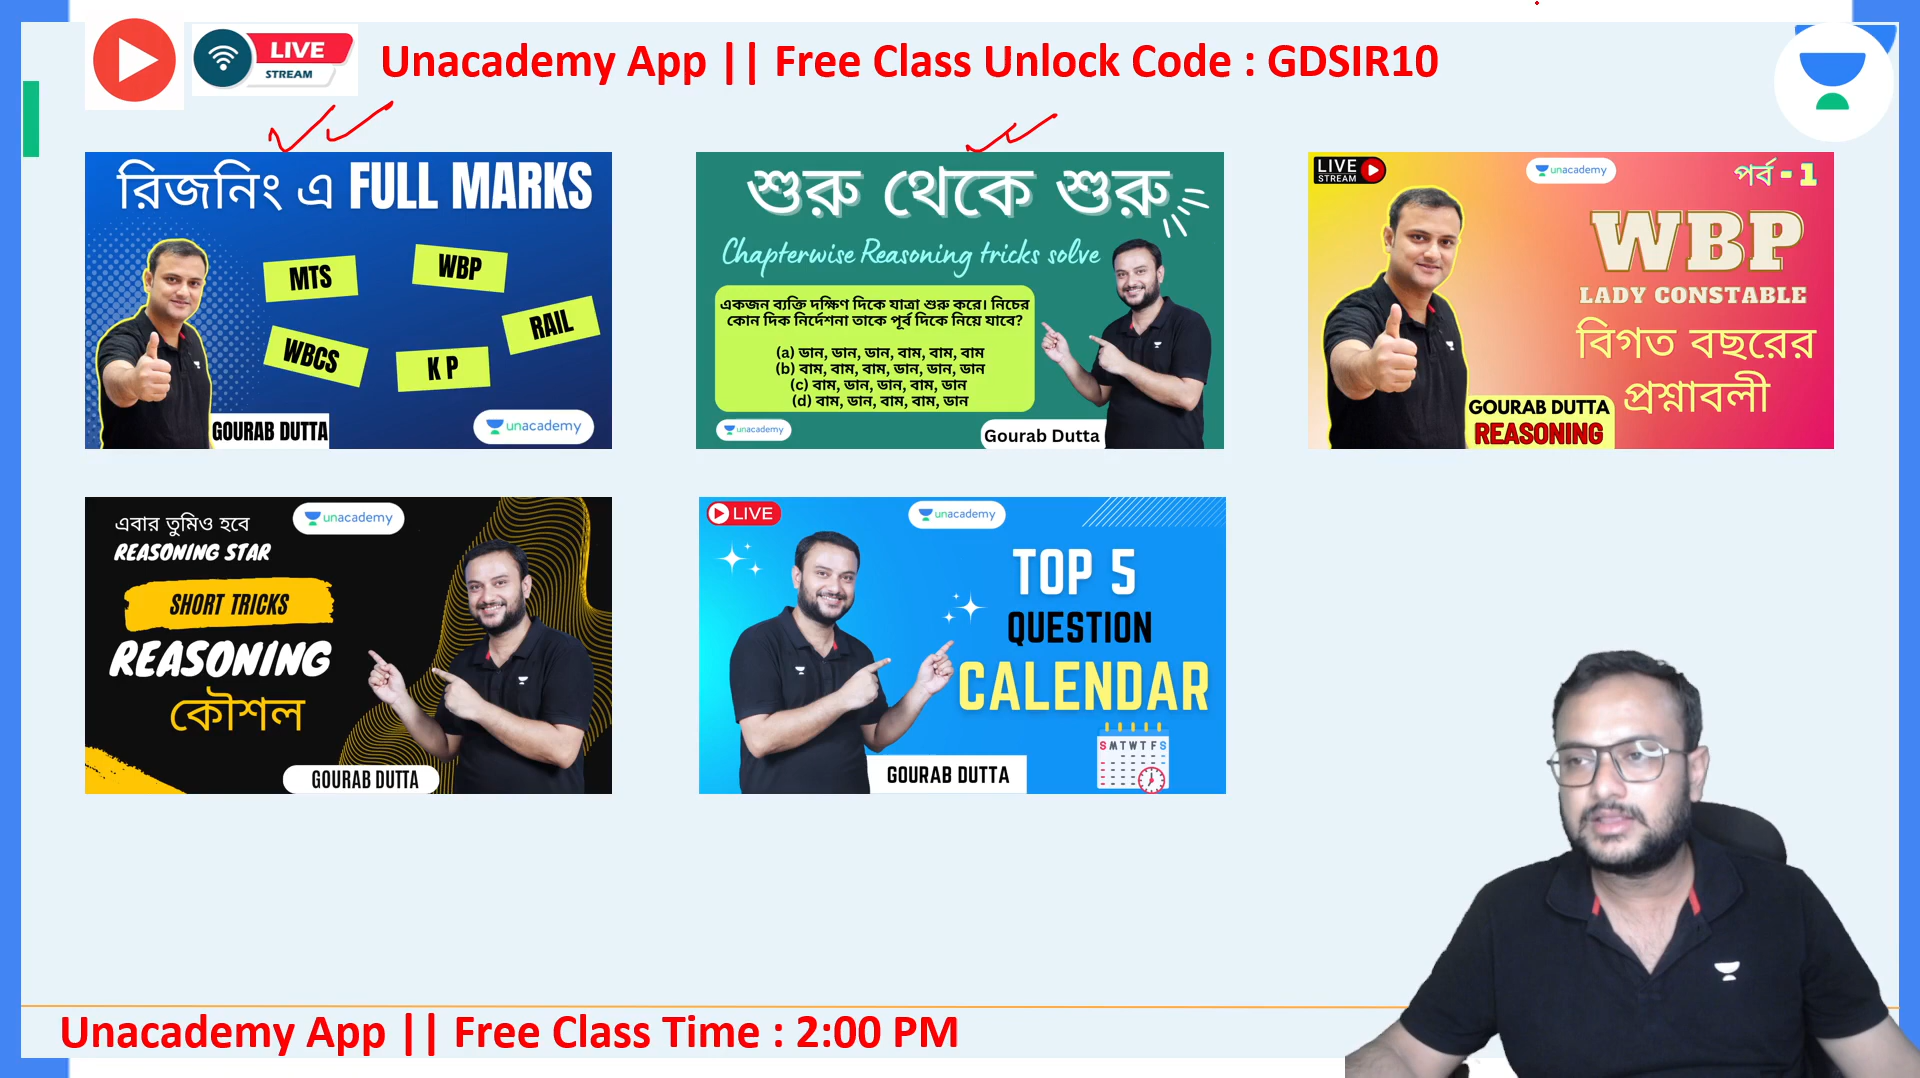 LIVE
STREAM
Unacademy App || Free Class Unlock Code : GDSIR10
রিজনিং এ FULL MARKS
MTS
WBP
RAIL
WBCS
K P
GOURAB DUTTA
unacademy
শুরু থেকে শুরু
Chapterwise Reasoning tricks solve
একজন ব্যক্তি দক্ষিণ দিকে যাত্রা শুরু করে। নিচের
কোন দিক নির্দেশনা তাকে পূর্ব দিকে নিয়ে যাবে?
(a) ডান, ডান, ডান, বাম, বাম, বাম
(b) বাম, বাম, বাম, ডান, ডান, ডান
(c) বাম, ডান, ডান, বাম, ডান
(d) বাম, ডান, বাম, বাম, ডান
unacademy
Gourab Dutta
LIVE
STREAM
unacademy
পর্ব - 1
WBP
LADY CONSTABLE
বিগত বছরের
প্রশ্নাবলী
GOURAB DUTTA
REASONING
এবার তুমিও হবে
REASONING STAR
unacademy
SHORT TRICKS
REASONING
কৌশল
GOURAB DUTTA
LIVE
unacademy
TOP 5
QUESTION
CALENDAR
S M T W T F S
GOURAB DUTTA
Unacademy App || Free Class Time : 2:00 PM